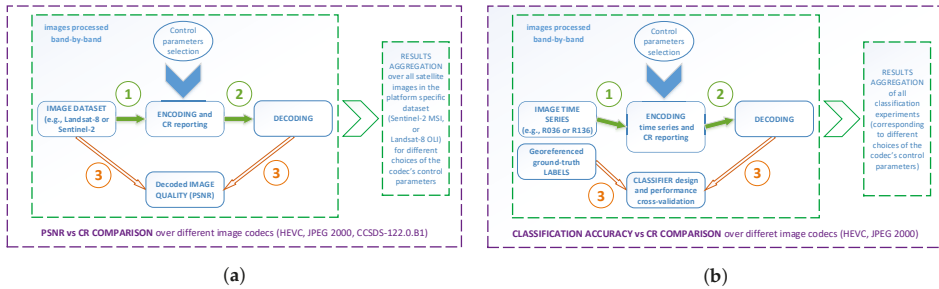 images processed
band-by-band
Control
parameters
selection
1
2
IMAGE DATASET
(e.g., Landsat-8 or
Sentinel-2
ENCODING and
CR reporting
DECODING
3
3
Decoded IMAGE
QUALITY (PSNR)
RESULTS
AGGREGATION
over all satellite
images in the
platform specific
dataset
(Sentinel-2 MSI,
or
Landsat-8 OLI)
for different
choices of the
codec's control
parameters
PSNR vs CR COMPARISON over different image codecs (HEVC, JPEG 2000, CCSDS-122.0.B1)
(a)
images processed
band-by-band
Control
parameters
selection
1
2
IMAGE TIME
SERIES
(e.g., R036 or R136)
ENCODING
time series and
CR reporting
DECODING
Georeferenced
ground-truth
LABELS
3
3
CLASSIFIER design
and performance
cross-validation
RESULTS
AGGREGATION
of all
classification
experiments
(corresponding
to different
choices of the
codec's control
parameters)
CLASSIFICATION ACCURACY vs CR COMPARISON over differet image codecs (HEVC, JPEG 2000)
(b)